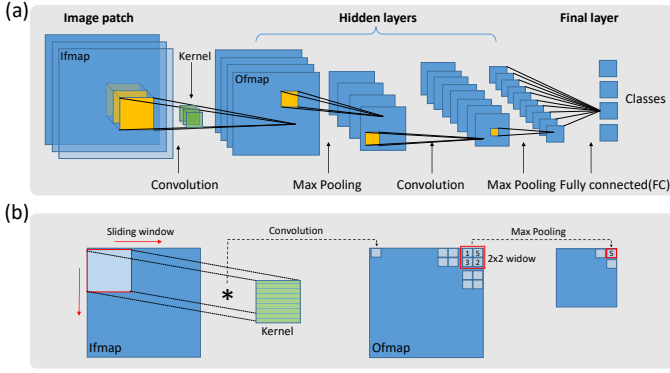 (a)
Image patch
Hidden layers
Final layer
Ifmap
Kernel
Ofmap
Classes
Convolution
Max Pooling
Convolution
Max Pooling
Fully connected(FC)
(b)
Sliding window
Convolution
Max Pooling
1 5
3 2
2x2 widow
5
*
Kernel
Ifmap
Ofmap